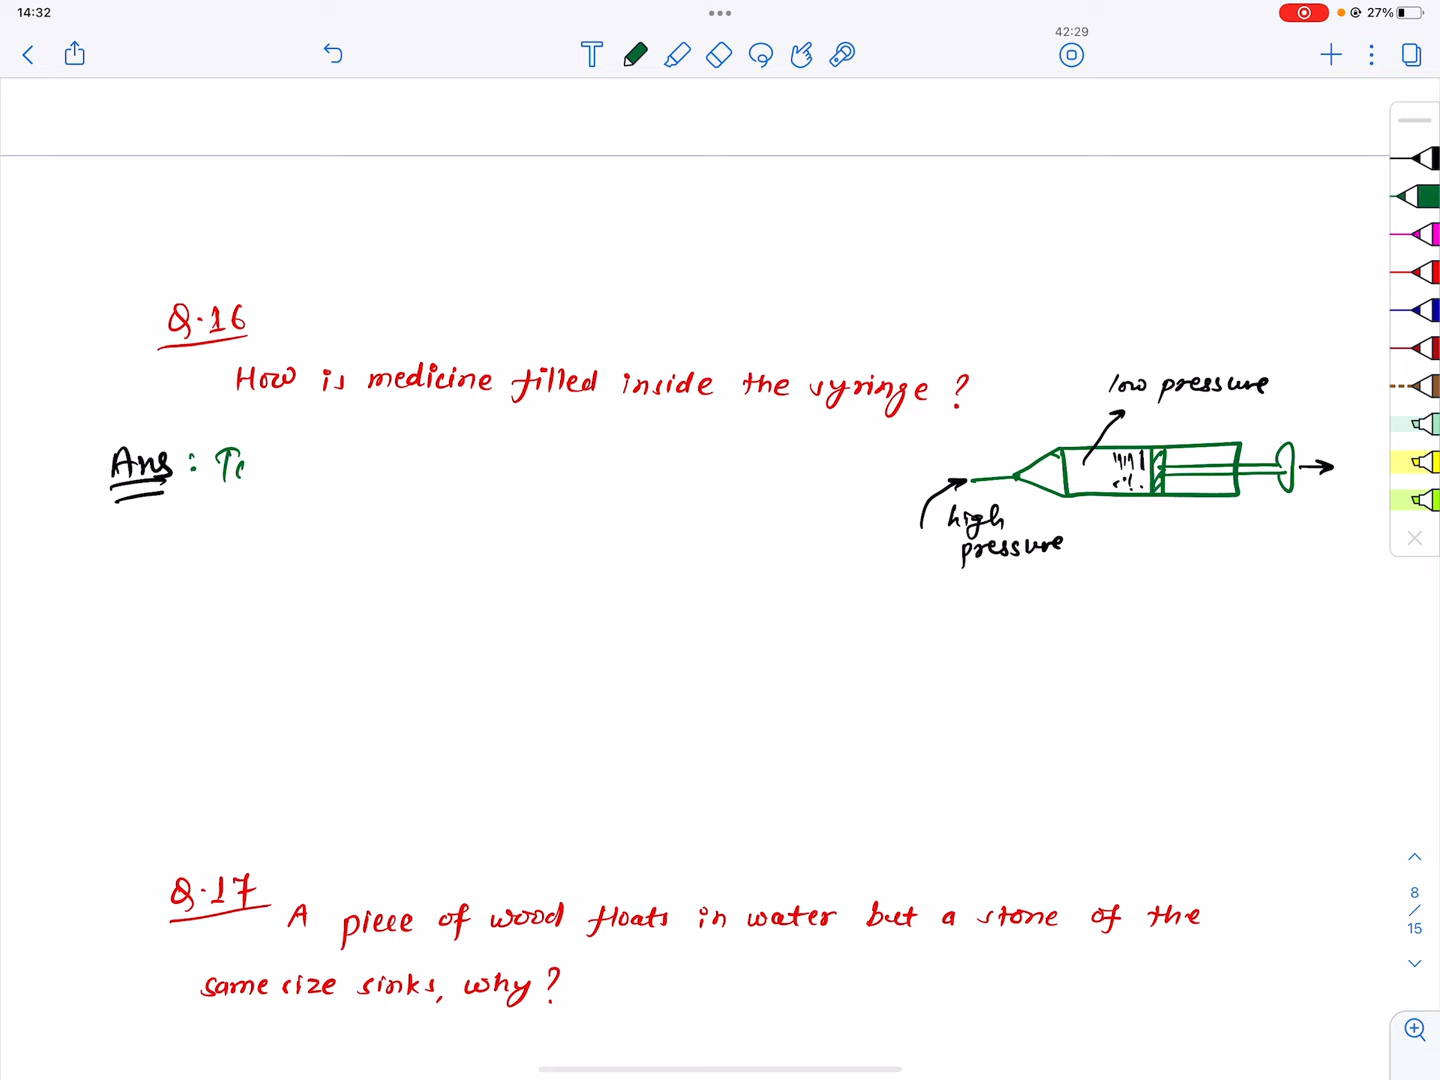 14:32
27%
42:29
Q.16
How is medicine filled inside the syringe ?
low pressure
Ans :
high
pressure
Q.17 A piece of wood floats in water but a stone of the
same size sinks, why ?
8
/
15